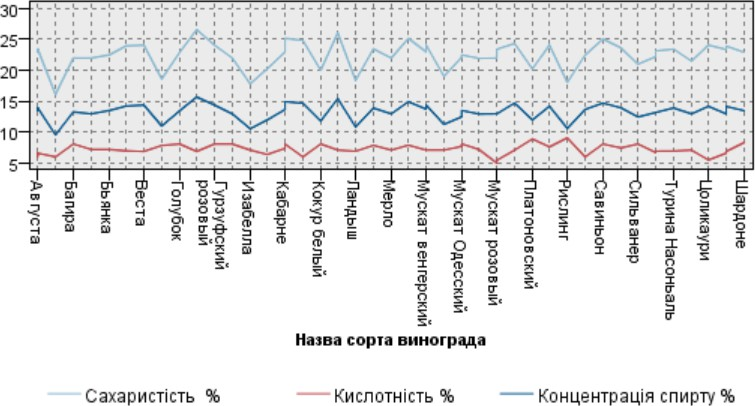 30
25
20
15
10
5
Августа
Багира
Бьянка
Веста
Голубок
Гурзуфский
розовый
Изабелла
Кабарне
Кокур белый
Ландыш
Мерло
Мускат венгерский
Мускат Одесский
Мускат розовый
Платоновский
Рислинг
Савиньон
Сильванер
Турина Насоньаль
Цоликаури
Шардоне
Назва сорта винограда
Сахаристість %
Кислотність %
Концентрація спирту %